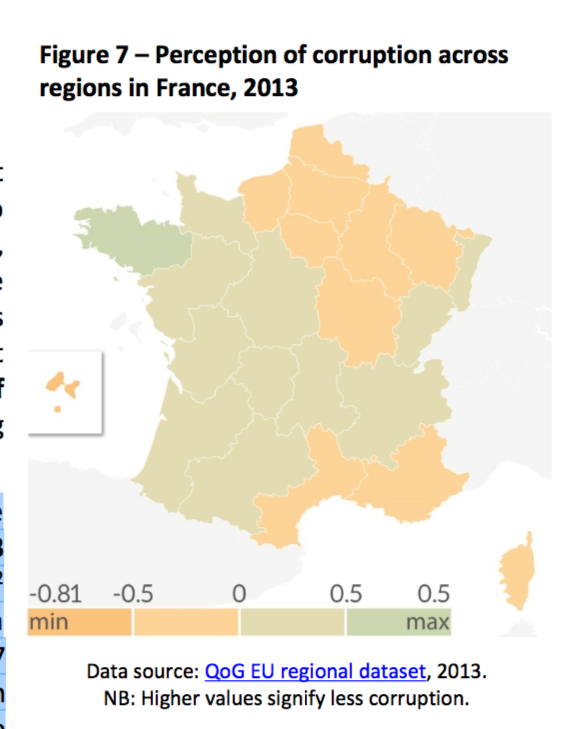 Figure 7 – Perception of corruption across
regions in France, 2013
-0.81 -0.5 0 0.5 0.5
min max
Data source: QoG EU regional dataset, 2013.
NB: Higher values signify less corruption.